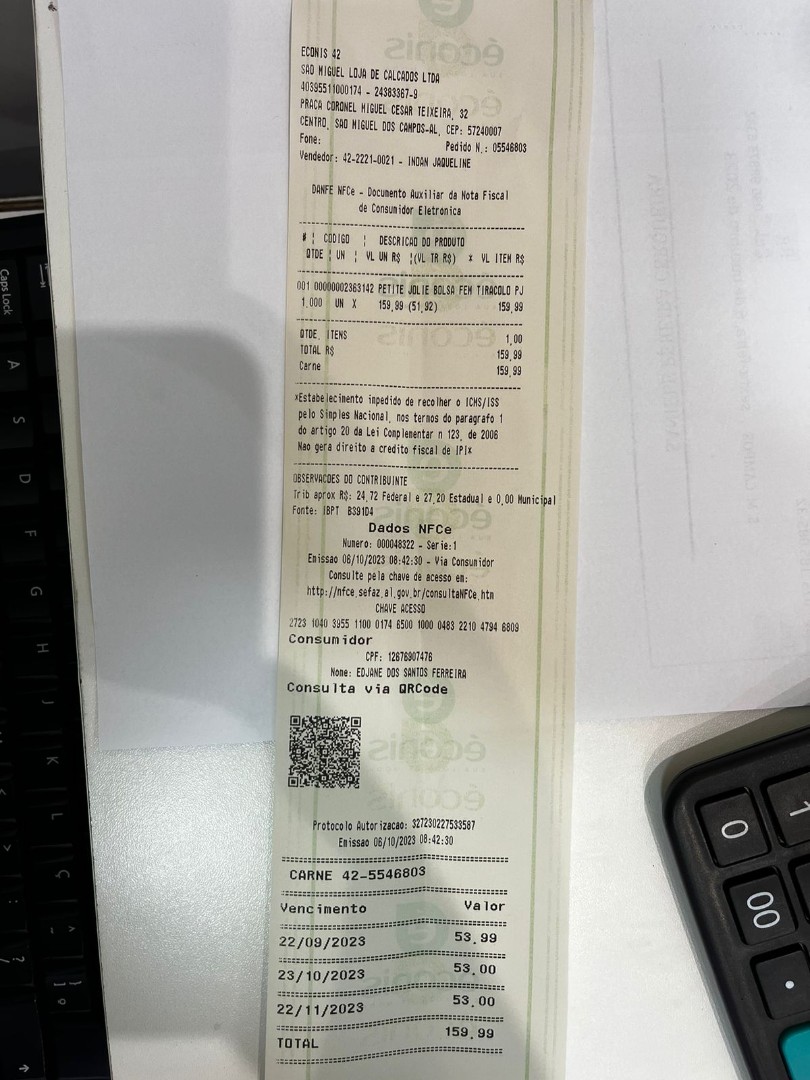 ECONIS 42
SAO MIGUEL LOJA DE CALCADOS LTDA
40395511000174 - 24383367-9
PRACA CORONEL MIGUEL CESAR TEIXEIRA, 32
CENTRO, SAO MIGUEL DOS CAMPOS-AL, CEP: 57240007
Fone: Pedido N.: 05546803
Vendedor: 42-2221-0021 - INDAN JAQUELINE
DANFE NFCe - Documento Auxiliar da Nota Fiscal
de Consumidor Eletronica
# ¦ CODIGO ¦ DESCRICAO DO PRODUTO
QTDE ¦ UN ¦ VL UN R$ ¦(VL TR R$) * VL ITEM R$
001 00000002363142 PETITE JOLIE BOLSA FEM TIRACOLO PJ
1,000 UN X 159,99 (51,92) 159,99
QTDE. ITENS 1,00
TOTAL R$ 159,99
Carne 159,99
*Estabelecimento impedido de recolher o ICMS/ISS
pelo Simples Nacional, nos termos do paragrafo 1
do artigo 20 da Lei Complementar n 123, de 2006
Nao gera direito a credito fiscal de IPI*
OBSERVACOES DO CONTRIBUINTE
Trib aprox R$: 24,72 Federal e 27,20 Estadual e 0,00 Municipal
Fonte: IBPT B391D4
Dados NFCe
Numero: 000048322 - Serie:1
Emissao 06/10/2023 08:42:30 - Via Consumidor
Consulte pela chave de acesso em:
http://nfce.sefaz.al.gov.br/consultaNFCe.htm
CHAVE ACESSO
2723 1040 3955 1100 0174 6500 1000 0483 2210 4794 6809
Consumidor
CPF: 12676907476
Nome: EDJANE DOS SANTOS FERREIRA
Consulta via QRCode
Protocolo Autorizacao: 327230227533587
Emissao 06/10/2023 08:42:30
CARNE 42-5546803
Vencimento Valor
22/09/2023 53,99
23/10/2023 53,00
22/11/2023 53,00
TOTAL 159,99
éconis
Caps Lock
A
S
D
F
G
H
J
K
L
Ç
0
00
1